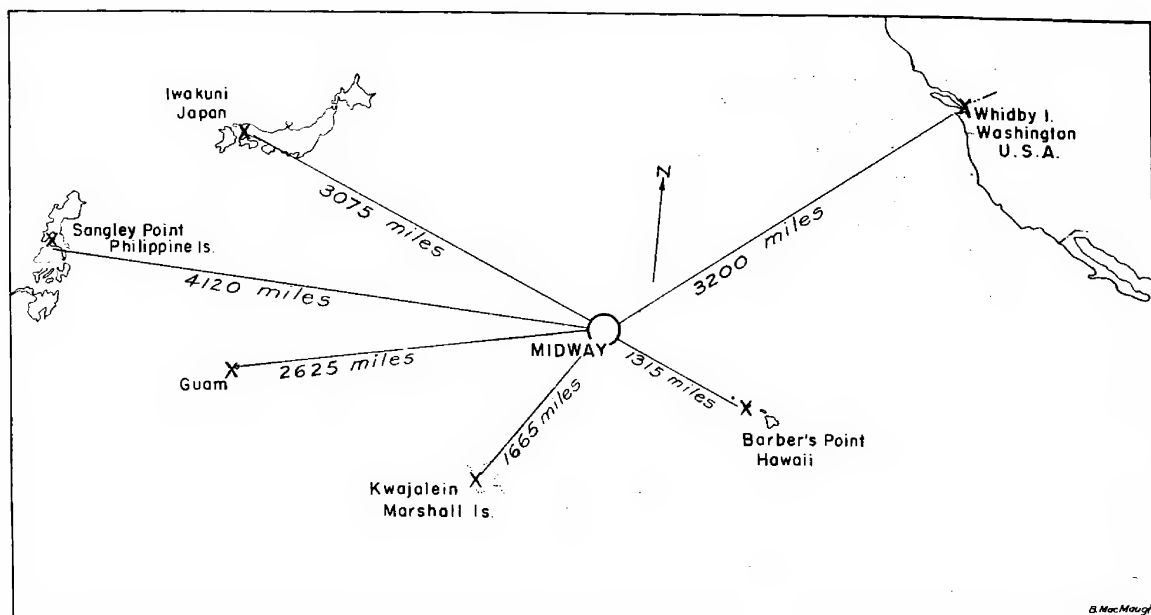 Iwakuni
Japan
Whidby I.
Washington
U.S.A.
N
3075 miles
3200 miles
Sangley Point
Philippine Is.
4120 miles
MIDWAY
2625 miles
Guam
1315 miles
1665 miles
Barber's Point
Hawaii
Kwajalein
Marshall Is.